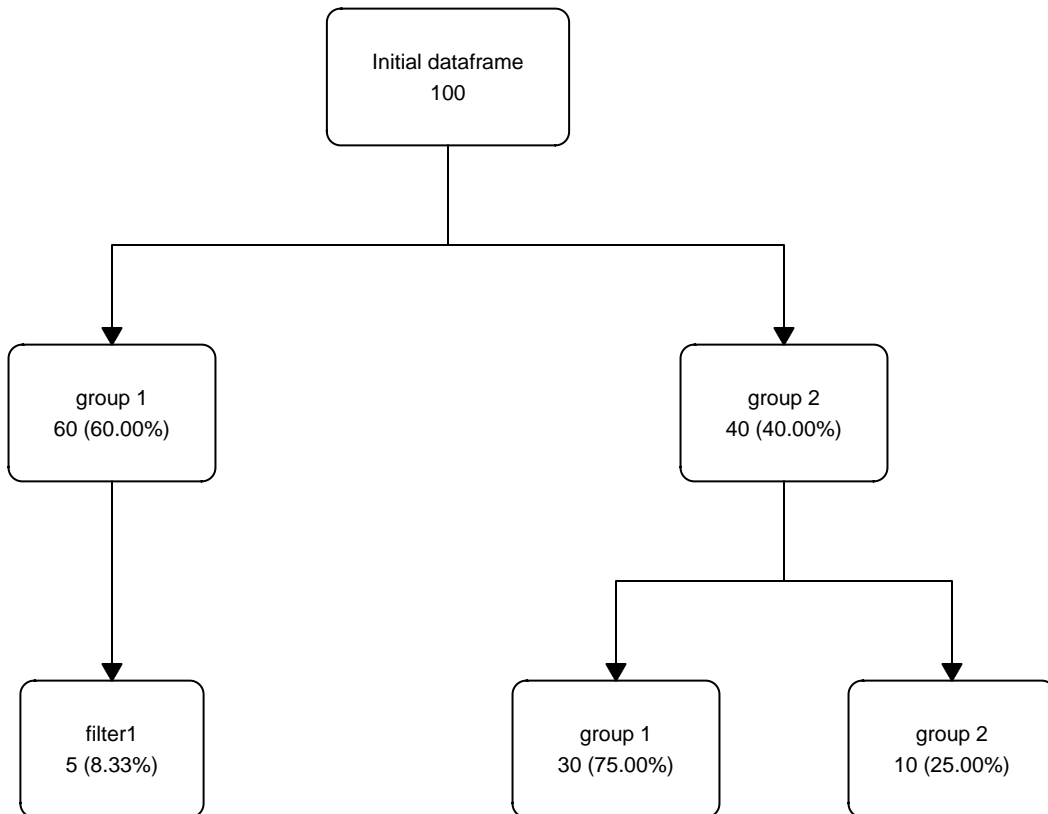 Initial dataframe
100
group 1
60 (60.00%)
group 2
40 (40.00%)
filter1
5 (8.33%)
group 1
30 (75.00%)
group 2
10 (25.00%)